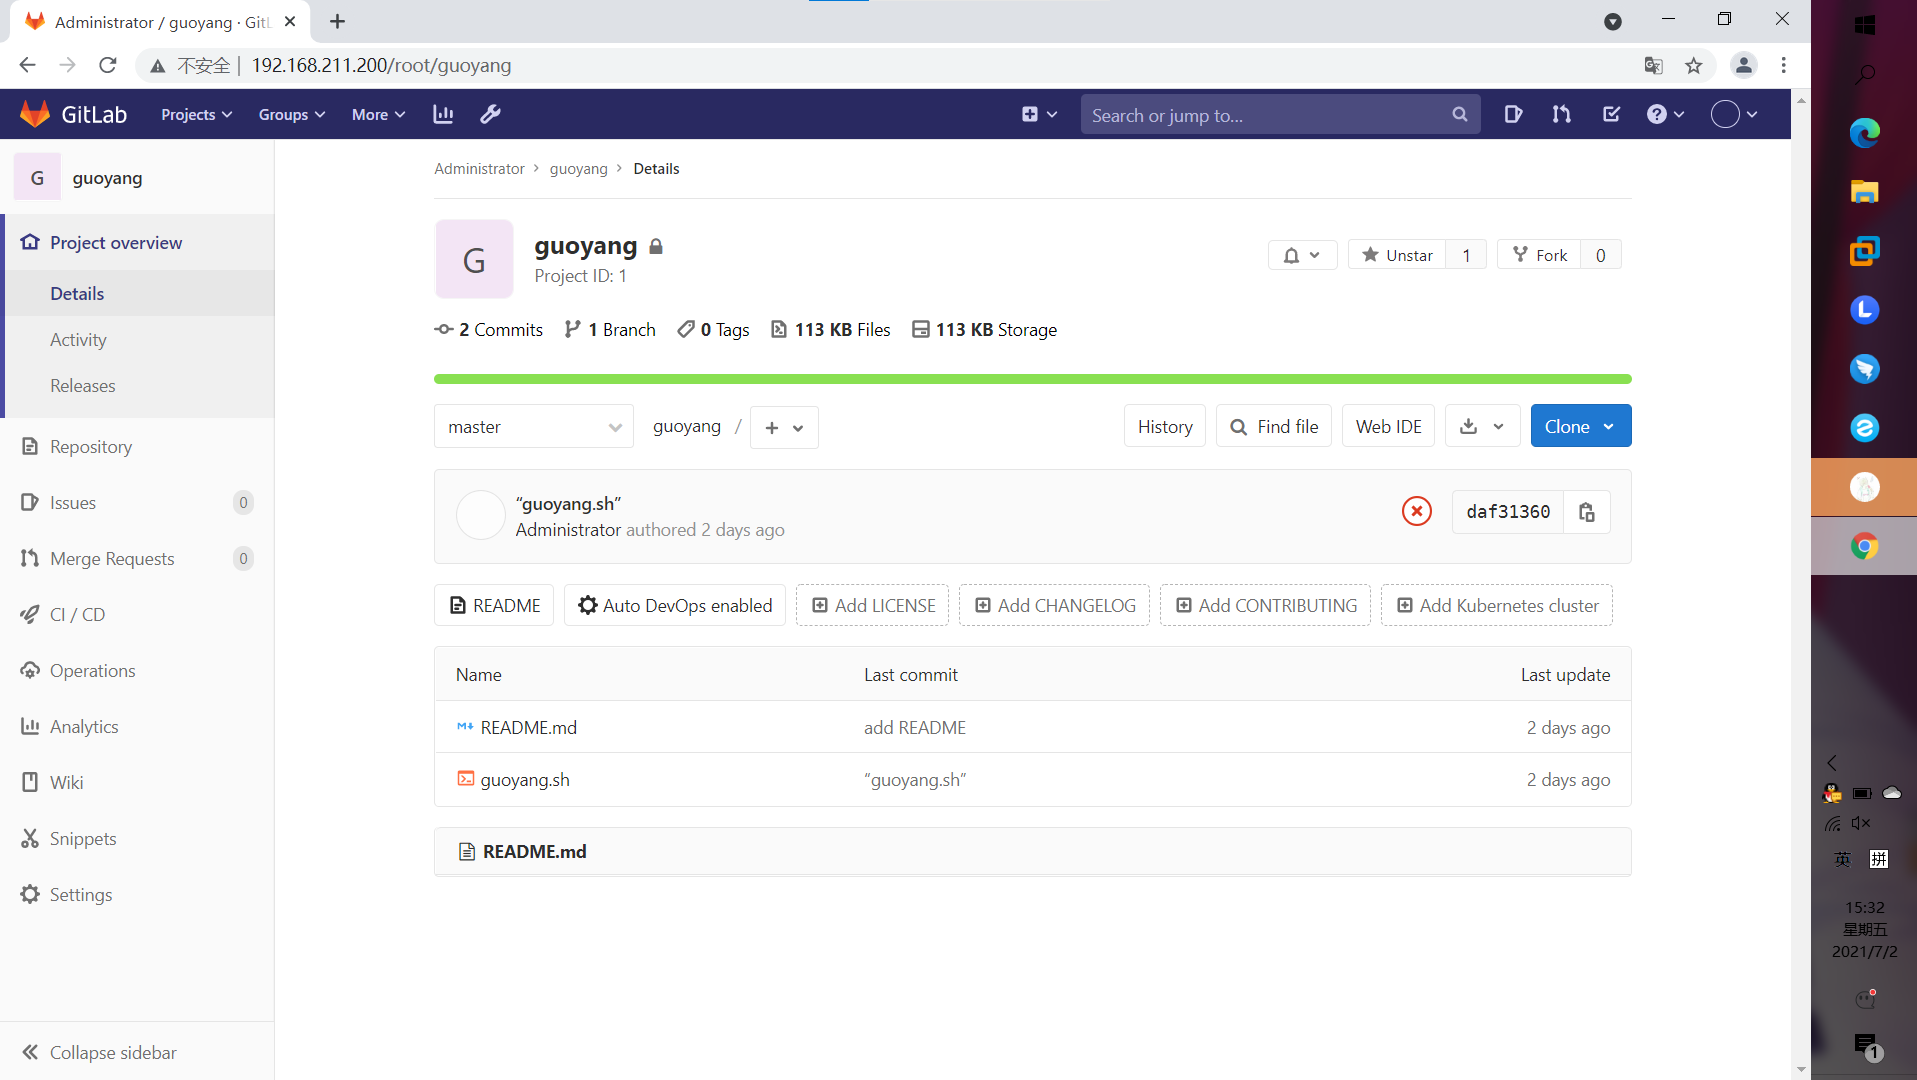 Administrator / guoyang · GitL
不安全 | 192.168.211.200/root/guoyang
GitLab Projects Groups More Search or jump to...
G guoyang
Administrator > guoyang > Details
Project overview
Details
Activity
Releases
Repository
Issues 0
Merge Requests 0
CI / CD
Operations
Analytics
Wiki
Snippets
Settings
Collapse sidebar
G
guoyang
Project ID: 1
Unstar 1 Fork 0
2 Commits 1 Branch 0 Tags 113 KB Files 113 KB Storage
master guoyang / + History Find file Web IDE Clone
“guoyang.sh”
Administrator authored 2 days ago
daf31360
README Auto DevOps enabled Add LICENSE Add CHANGELOG Add CONTRIBUTING Add Kubernetes cluster
Name Last commit Last update
README.md add README 2 days ago
guoyang.sh “guoyang.sh” 2 days ago
README.md
英 拼
15:32
星期五
2021/7/2
1